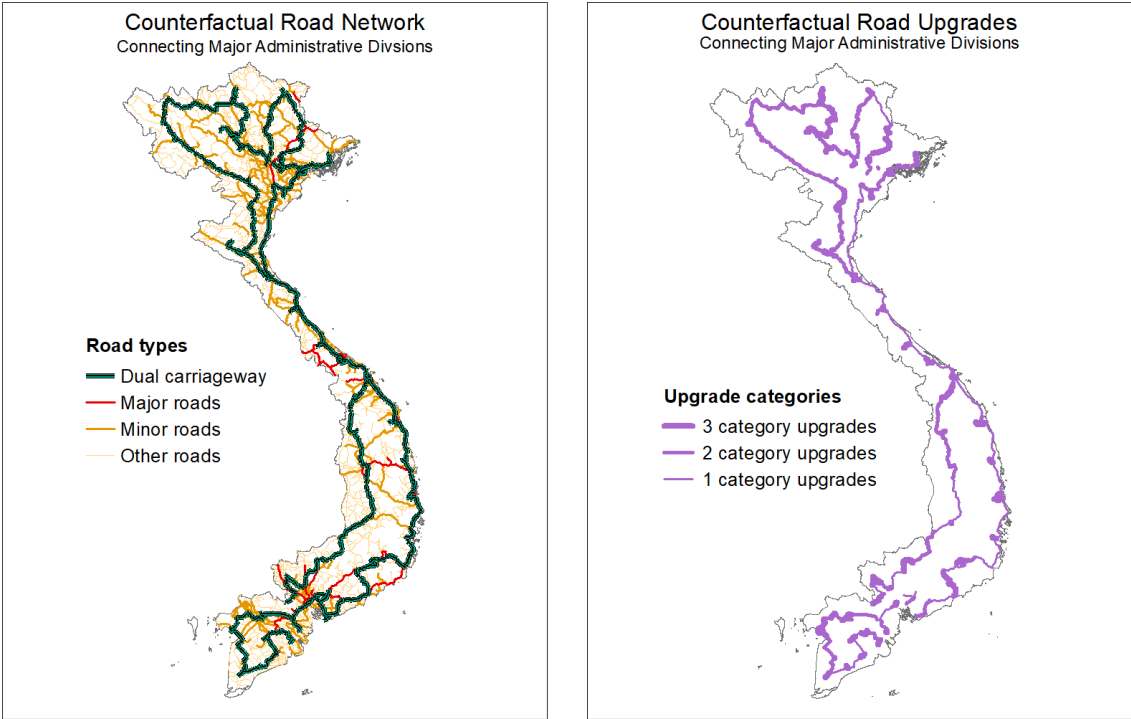 Counterfactual Road Network
Connecting Major Administrative Divsions
Road types
Dual carriageway
Major roads
Minor roads
Other roads
Counterfactual Road Upgrades
Connecting Major Administrative Divsions
Upgrade categories
3 category upgrades
2 category upgrades
1 category upgrades